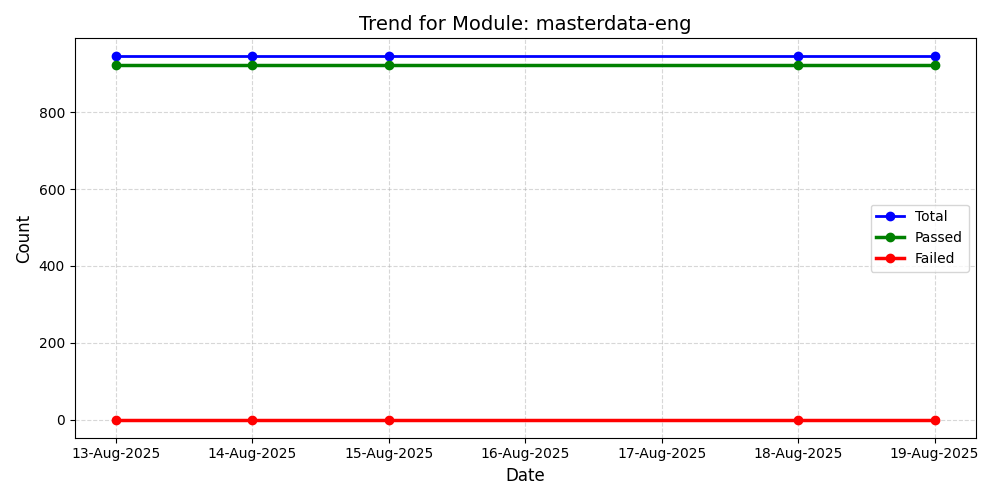 Trend for Module: masterdata-eng
Count
800
600
400
200
0
Total
Passed
Failed
13-Aug-2025 14-Aug-2025 15-Aug-2025 16-Aug-2025 17-Aug-2025 18-Aug-2025 19-Aug-2025
Date